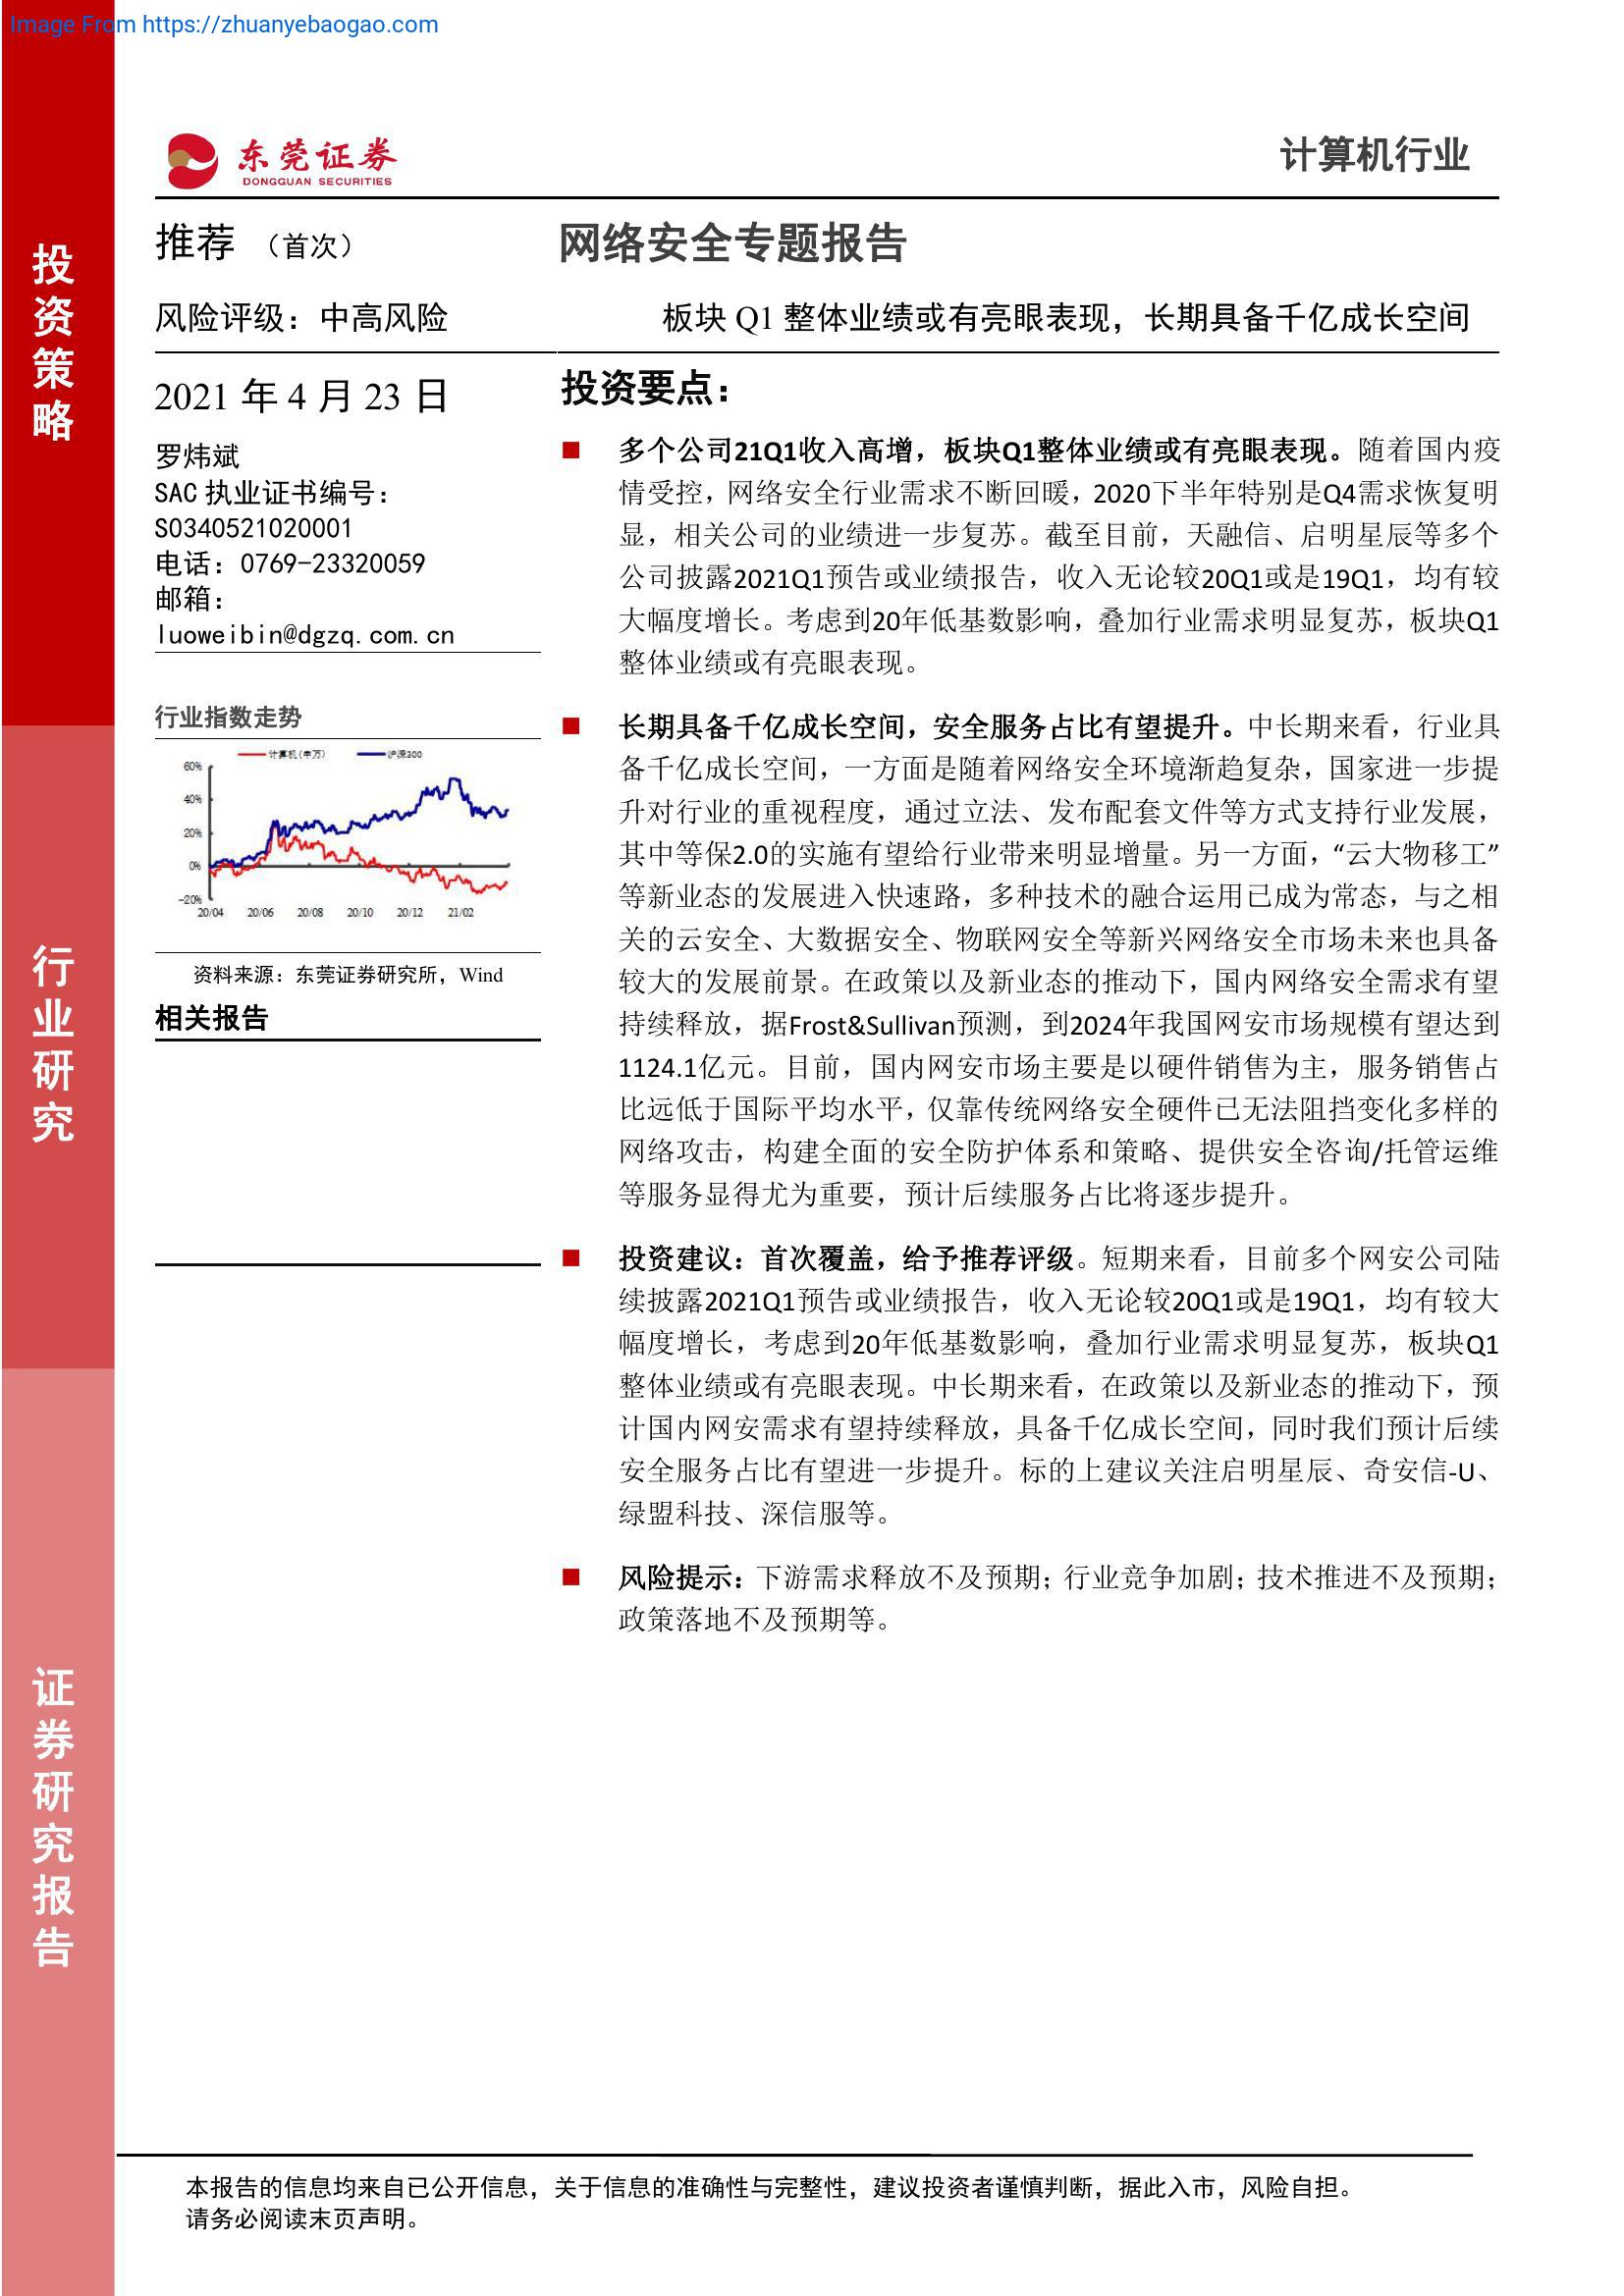 Image From https://zhuanyebaogao.com
投资策略
行业研究
证券研究报告
东莞证券
DONGGUAN SECURITIES
计算机行业
推荐 （首次）
网络安全专题报告
风险评级：中高风险
板块 Q1 整体业绩或有亮眼表现，长期具备千亿成长空间
2021 年 4 月 23 日
罗炜斌
SAC 执业证书编号：
S0340521020001
电话：0769-23320059
邮箱：
luoweibin@dgzq.com.cn
行业指数走势
计算机(申万)
沪深300
60%
40%
20%
0%
-20%
20/04 20/06 20/08 20/10 20/12 21/02
资料来源：东莞证券研究所，Wind
相关报告
投资要点：
■ 多个公司21Q1收入高增，板块Q1整体业绩或有亮眼表现。随着国内疫
情受控，网络安全行业需求不断回暖，2020下半年特别是Q4需求恢复明
显，相关公司的业绩进一步复苏。截至目前，天融信、启明星辰等多个
公司披露2021Q1预告或业绩报告，收入无论较20Q1或是19Q1，均有较
大幅度增长。考虑到20年低基数影响，叠加行业需求明显复苏，板块Q1
整体业绩或有亮眼表现。
■ 长期具备千亿成长空间，安全服务占比有望提升。中长期来看，行业具
备千亿成长空间，一方面是随着网络安全环境渐趋复杂，国家进一步提
升对行业的重视程度，通过立法、发布配套文件等方式支持行业发展，
其中等保2.0的实施有望给行业带来明显增量。另一方面，“云大物移工”
等新业态的发展进入快速路，多种技术的融合运用已成为常态，与之相
关的云安全、大数据安全、物联网安全等新兴网络安全市场未来也具备
较大的发展前景。在政策以及新业态的推动下，国内网络安全需求有望
持续释放，据Frost&Sullivan预测，到2024年我国网安市场规模有望达到
1124.1亿元。目前，国内网安市场主要是以硬件销售为主，服务销售占
比远低于国际平均水平，仅靠传统网络安全硬件已无法阻挡变化多样的
网络攻击，构建全面的安全防护体系和策略、提供安全咨询/托管运维
等服务显得尤为重要，预计后续服务占比将逐步提升。
■ 投资建议：首次覆盖，给予推荐评级。短期来看，目前多个网安公司陆
续披露2021Q1预告或业绩报告，收入无论较20Q1或是19Q1，均有较大
幅度增长，考虑到20年低基数影响，叠加行业需求明显复苏，板块Q1
整体业绩或有亮眼表现。中长期来看，在政策以及新业态的推动下，预
计国内网安需求有望持续释放，具备千亿成长空间，同时我们预计后续
安全服务占比有望进一步提升。标的上建议关注启明星辰、奇安信-U、
绿盟科技、深信服等。
■ 风险提示：下游需求释放不及预期；行业竞争加剧；技术推进不及预期；
政策落地不及预期等。
本报告的信息均来自已公开信息，关于信息的准确性与完整性，建议投资者谨慎判断，据此入市，风险自担。
请务必阅读末页声明。